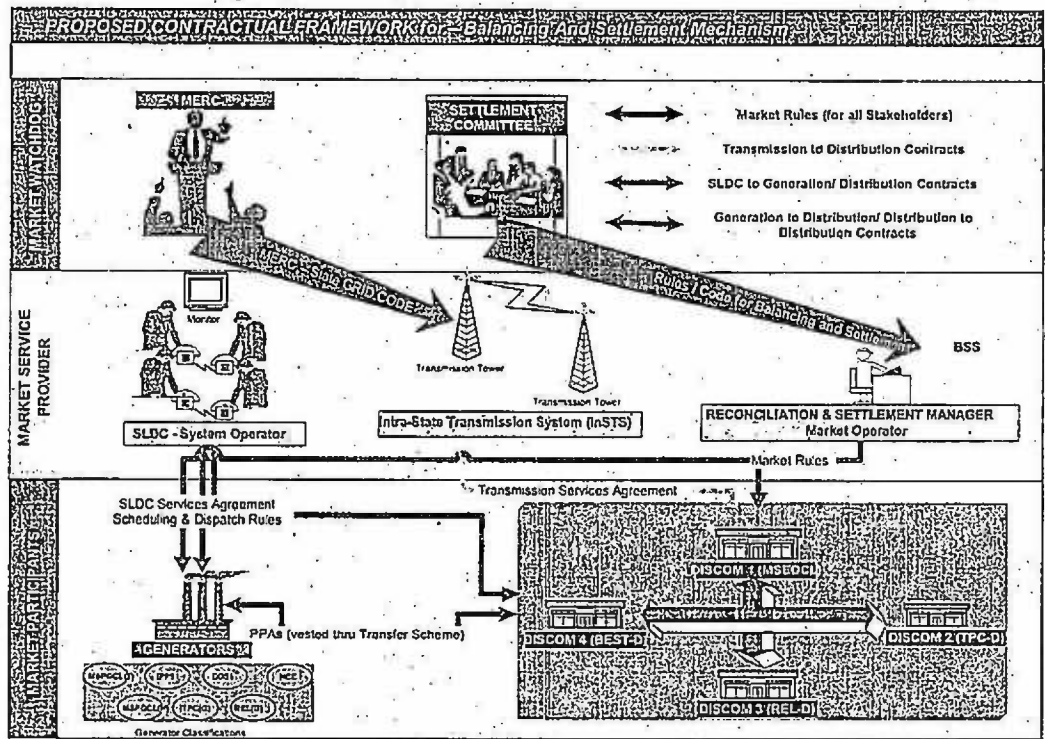 PROPOSED CONTRACTUAL FRAMEWORK for - Balancing And Settlement Mechanism
MARKET WATCHDOG
MERC
SETTLEMENT
COMMITTEE
Market Rules (for all Stakeholders)
Transmission to Distribution Contracts
SLDC to Generation/ Distribution Contracts
Generation to Distribution/ Distribution to
Distribution Contracts
MERC - State GRID CODE
Rules / Code for Balancing and Settlement
MARKET SERVICE
PROVIDER
Monitor
Transmission Tower
Transmission Tower
BSS
SLDC - System Operator
Intra-State Transmission System (InSTS)
RECONCILIATION & SETTLEMENT MANAGER
Market Operator
Market Rules
MARKET PARTICIPANTS
Transmission Services Agreement
SLDC Services Agreement
Scheduling & Dispatch Rules
DISCOM 1 (MSEDC)
PPAs (vested thru Transfer Scheme)
DISCOM 4 (BEST-D)
DISCOM 2 (TPC-D)
GENERATORS
DISCOM 3 (REL-D)
Generator Classifications